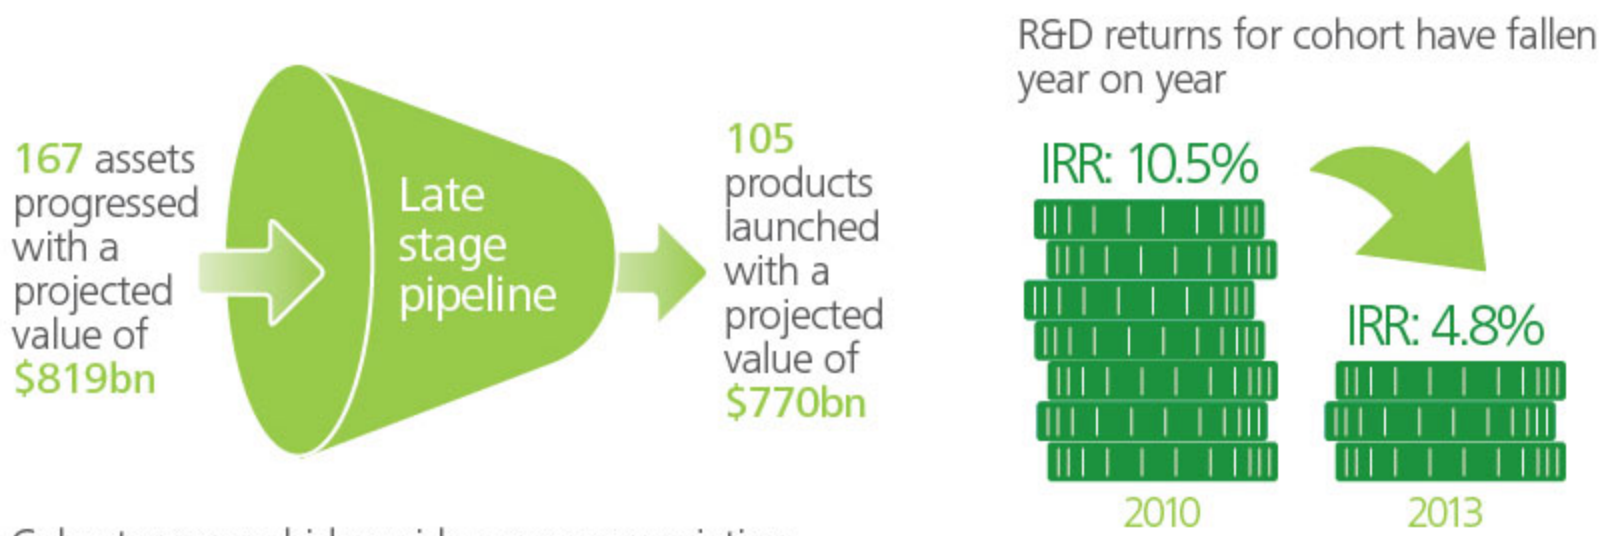 167 assets
progressed
with a
projected
value of
$819bn
Late
stage
pipeline
105
products
launched
with a
projected
value of
$770bn
R&D returns for cohort have fallen
year on year
IRR: 10.5%
IRR: 4.8%
2010
2013